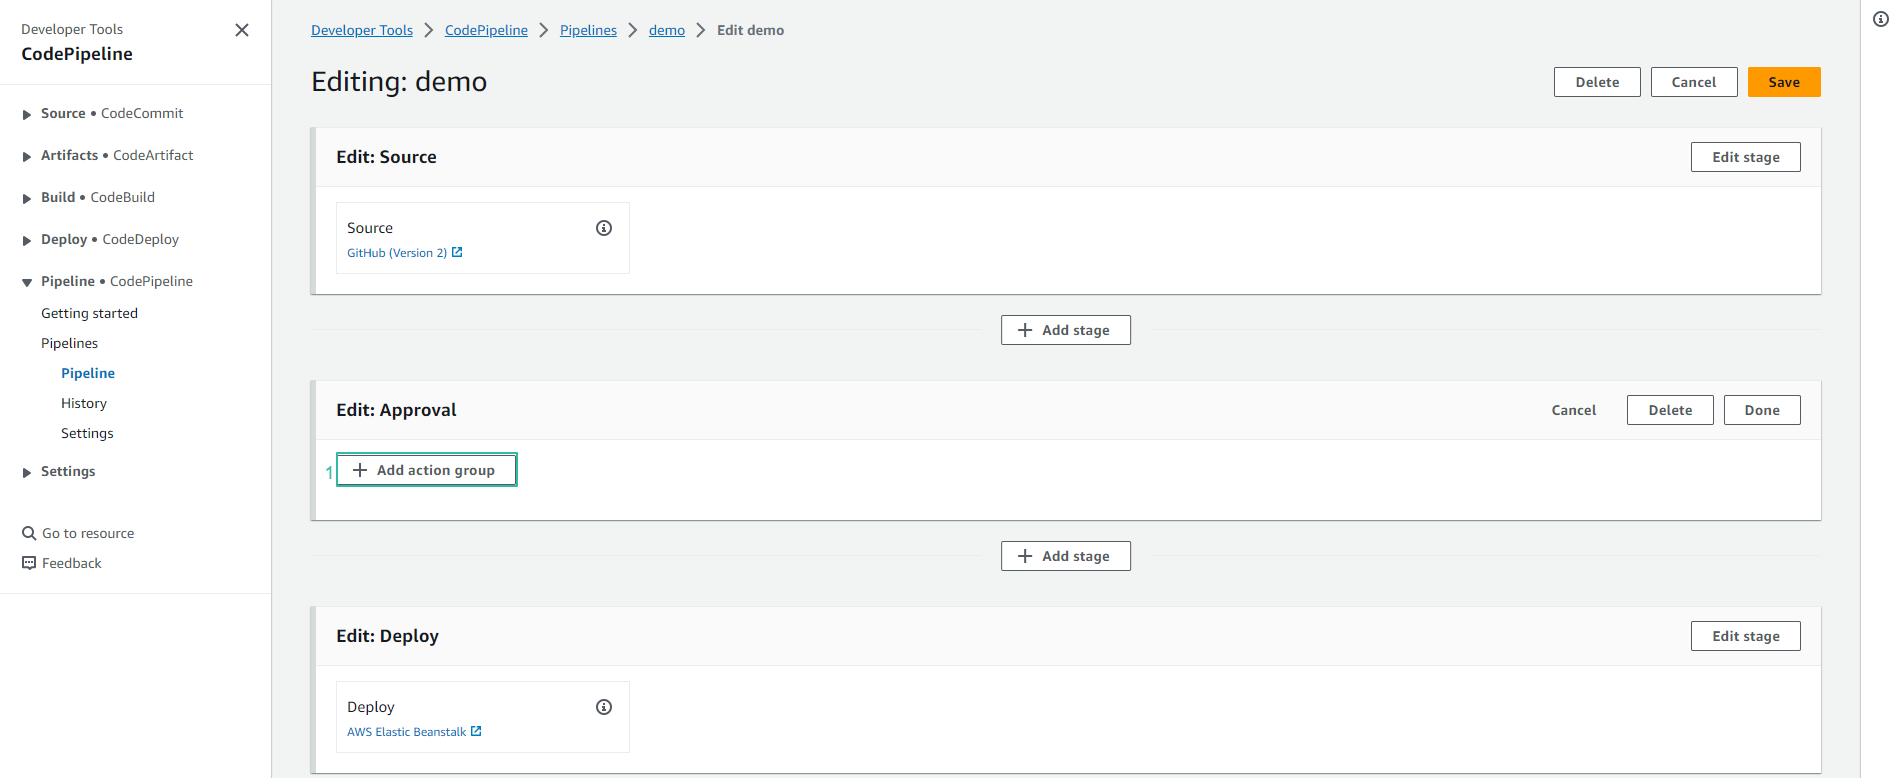 Developer Tools
CodePipeline
Source • CodeCommit
Artifacts • CodeArtifact
Build • CodeBuild
Deploy • CodeDeploy
Pipeline • CodePipeline
Getting started
Pipelines
Pipeline
History
Settings
Settings
Go to resource
Feedback
Developer Tools CodePipeline Pipelines demo Edit demo
Editing: demo
Delete Cancel Save
Edit: Source
Edit stage
Source
GitHub (Version 2)
Add stage
Edit: Approval
Cancel Delete Done
1 Add action group
Add stage
Edit: Deploy
Edit stage
Deploy
AWS Elastic Beanstalk